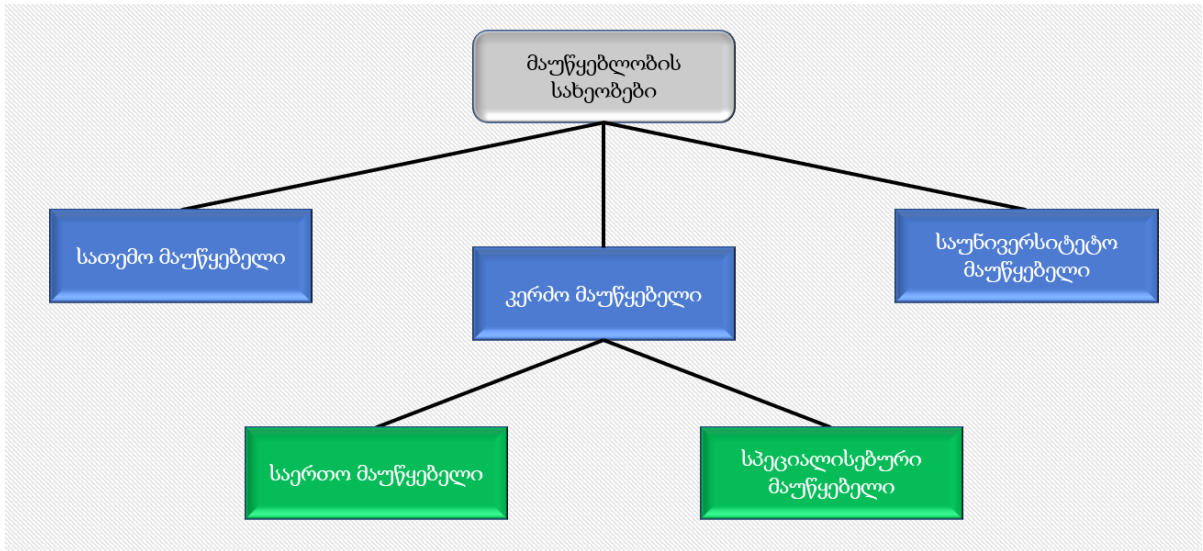 მაუწყებლობის
სახეობები
სათემო მაუწყებელი
კერძო მაუწყებელი
საუნივერსიტეტო
მაუწყებელი
საერთო მაუწყებელი
სპეციალისებური
მაუწყებელი